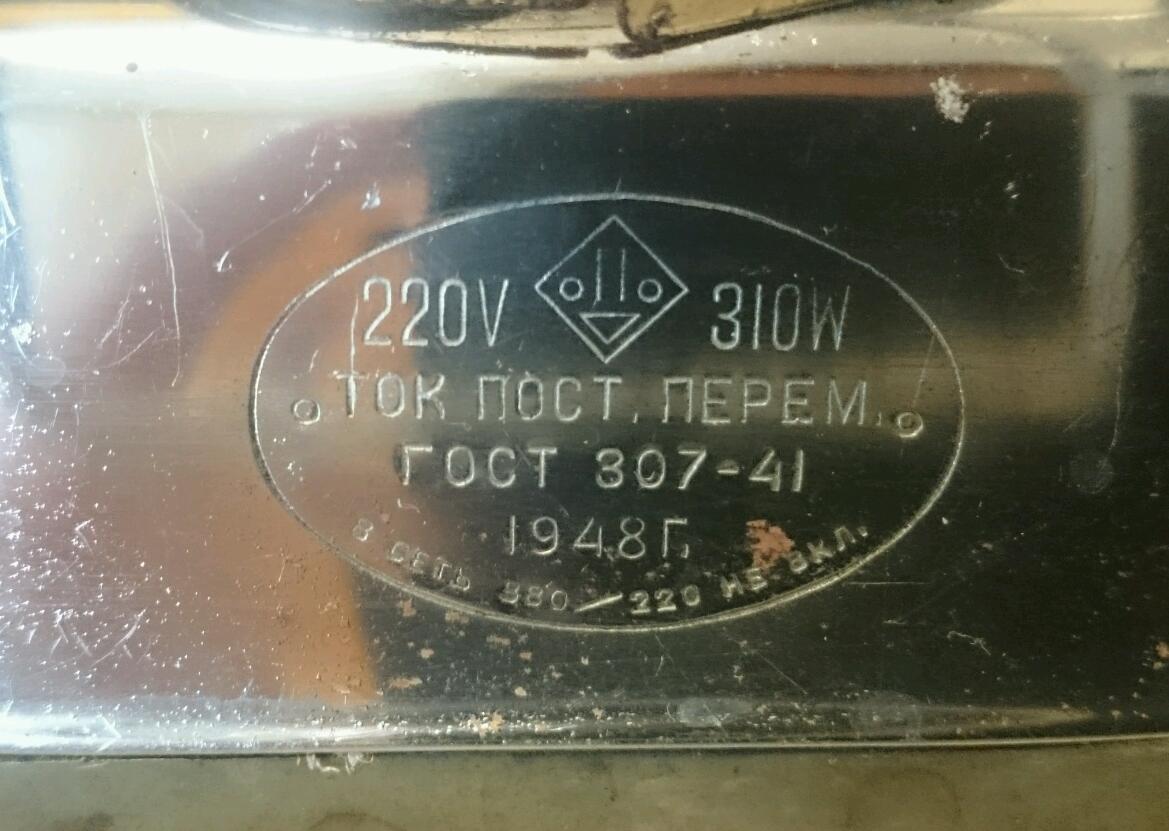 220V 310W
ТОК ПОСТ. ПЕРЕМ.
ГОСТ 307-41
1948Г.
В СЕТЬ 380/220 НЕ ВКЛ.